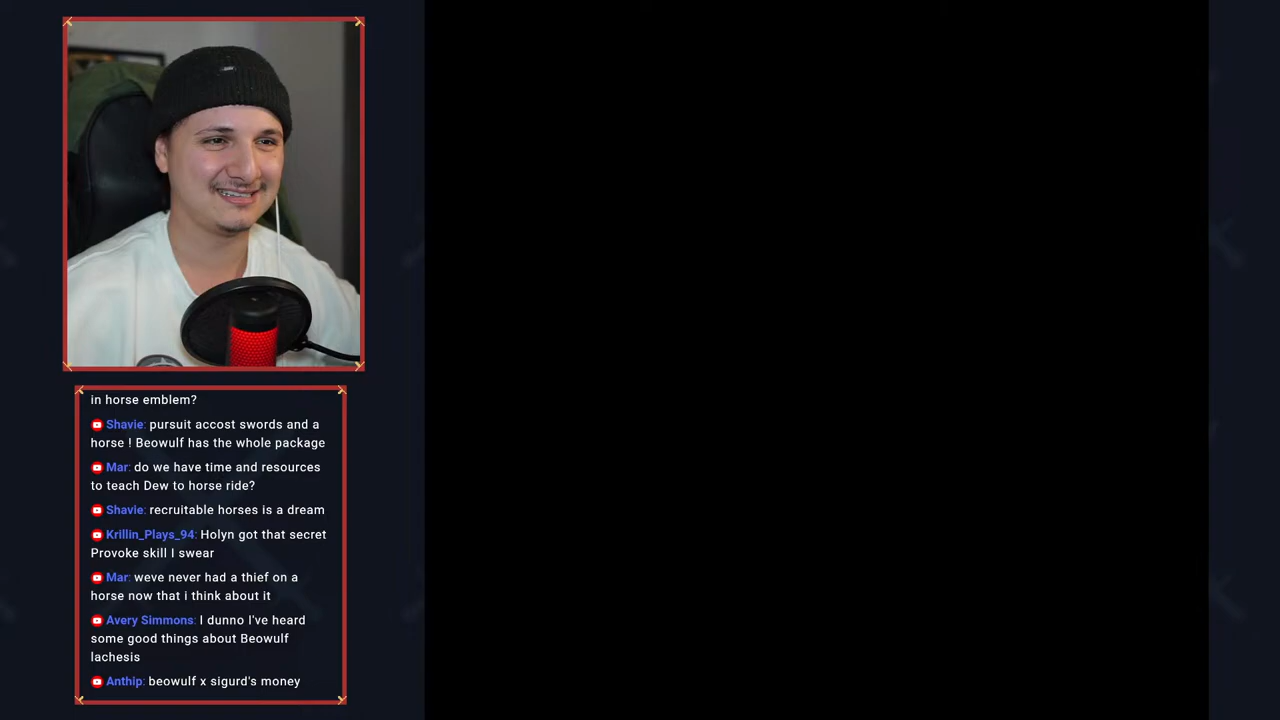 in horse emblem?
Shavie: pursuit accost swords and a
horse ! Beowulf has the whole package
Mar: do we have time and resources
to teach Dew to horse ride?
Shavie: recruitable horses is a dream
Krillin_Plays_94: Holyn got that secret
Provoke skill I swear
Mar: weve never had a thief on a
horse now that i think about it
Avery Simmons: I dunno I've heard
some good things about Beowulf
lachesis
Anthip: beowulf x sigurd's money